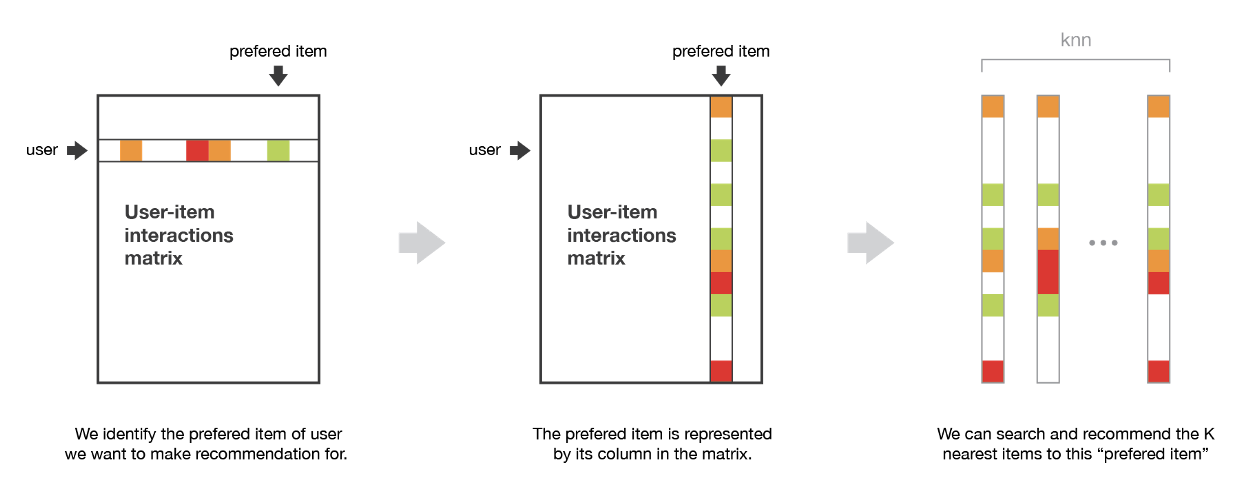 prefered item
user
User-item
interactions
matrix
We identify the prefered item of user
we want to make recommendation for.
prefered item
user
User-item
interactions
matrix
The prefered item is represented
by its column in the matrix.
knn
We can search and recommend the K
nearest items to this “prefered item”